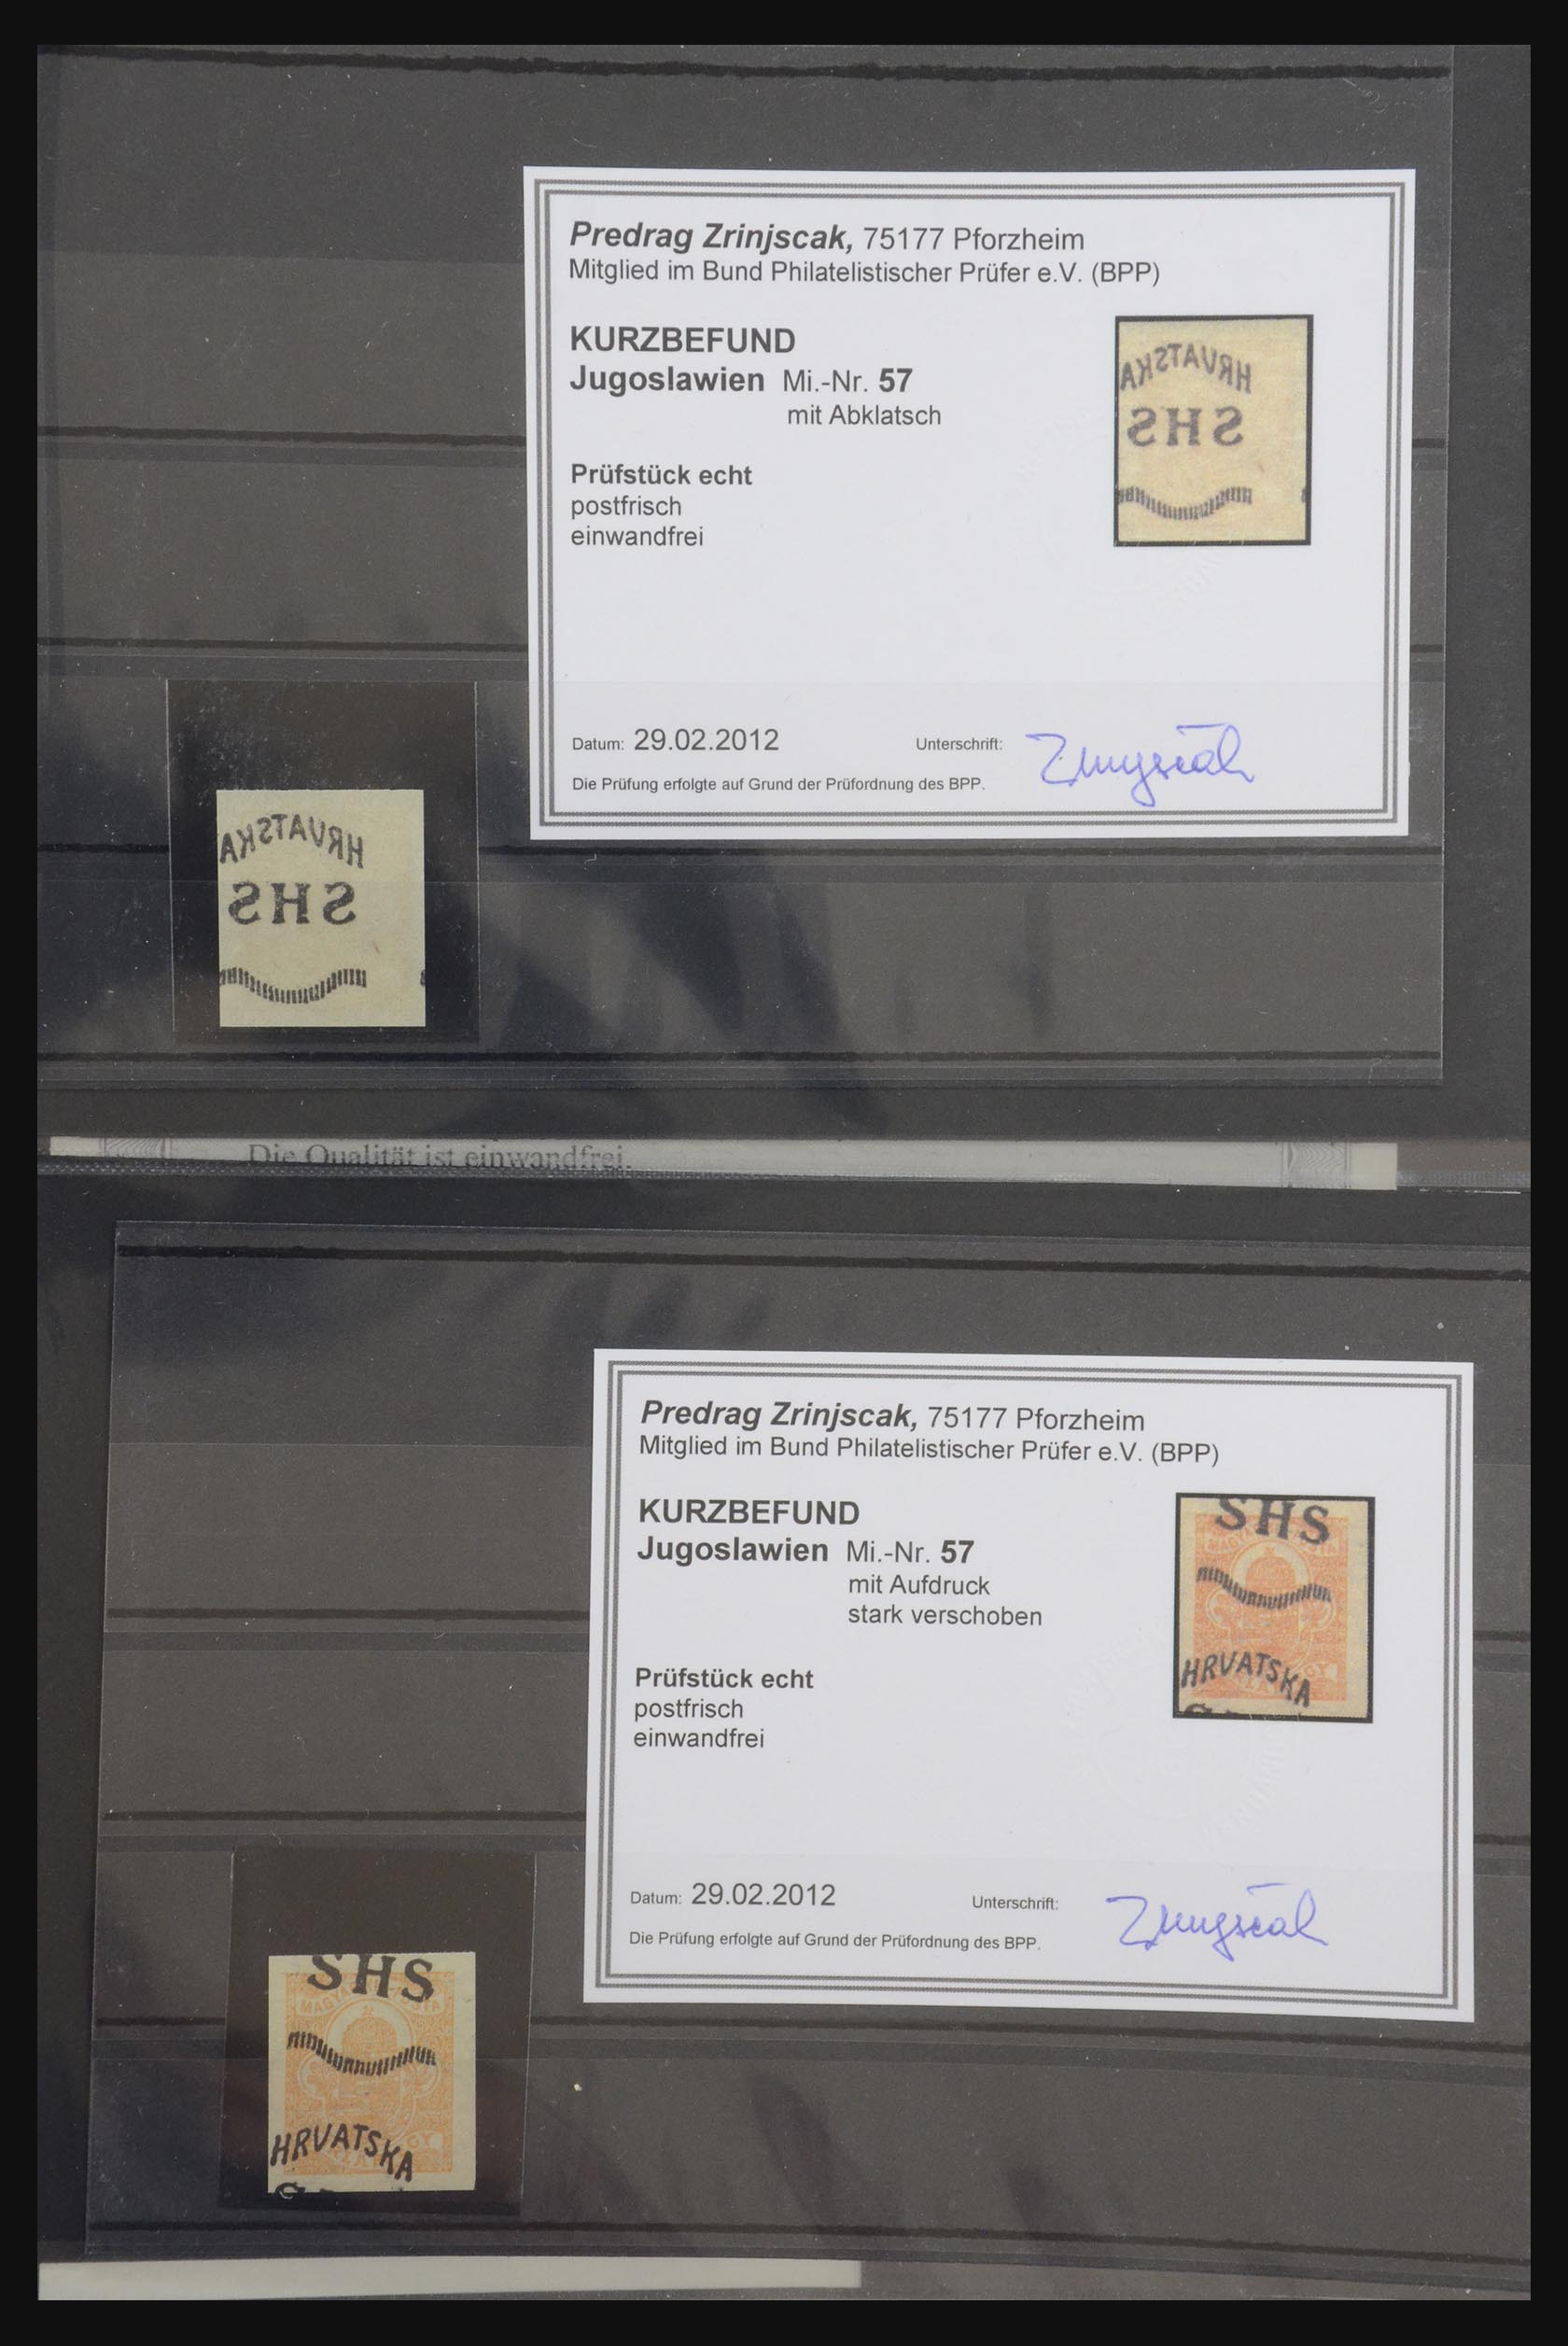 Predrag Zrinjscak, 75177 Pforzheim
Mitglied im Bund Philatelistischer Prüfer e.V. (BPP)
KURZBEFUND
Jugoslawien Mi.-Nr. 57
mit Abklatsch
HRVATSKA
SHS
Prüfstück echt
postfrisch
einwandfrei
Datum: 29.02.2012 Unterschrift:
Die Prüfung erfolgte auf Grund der Prüfordnung des BPP.
HRVATSKA
SHS
Die Qualität ist einwandfrei.
Predrag Zrinjscak, 75177 Pforzheim
Mitglied im Bund Philatelistischer Prüfer e.V. (BPP)
KURZBEFUND
Jugoslawien Mi.-Nr. 57
mit Aufdruck
stark verschoben
SHS
HRVATSKA
Prüfstück echt
postfrisch
einwandfrei
Datum: 29.02.2012 Unterschrift:
Die Prüfung erfolgte auf Grund der Prüfordnung des BPP.
SHS
HRVATSKA